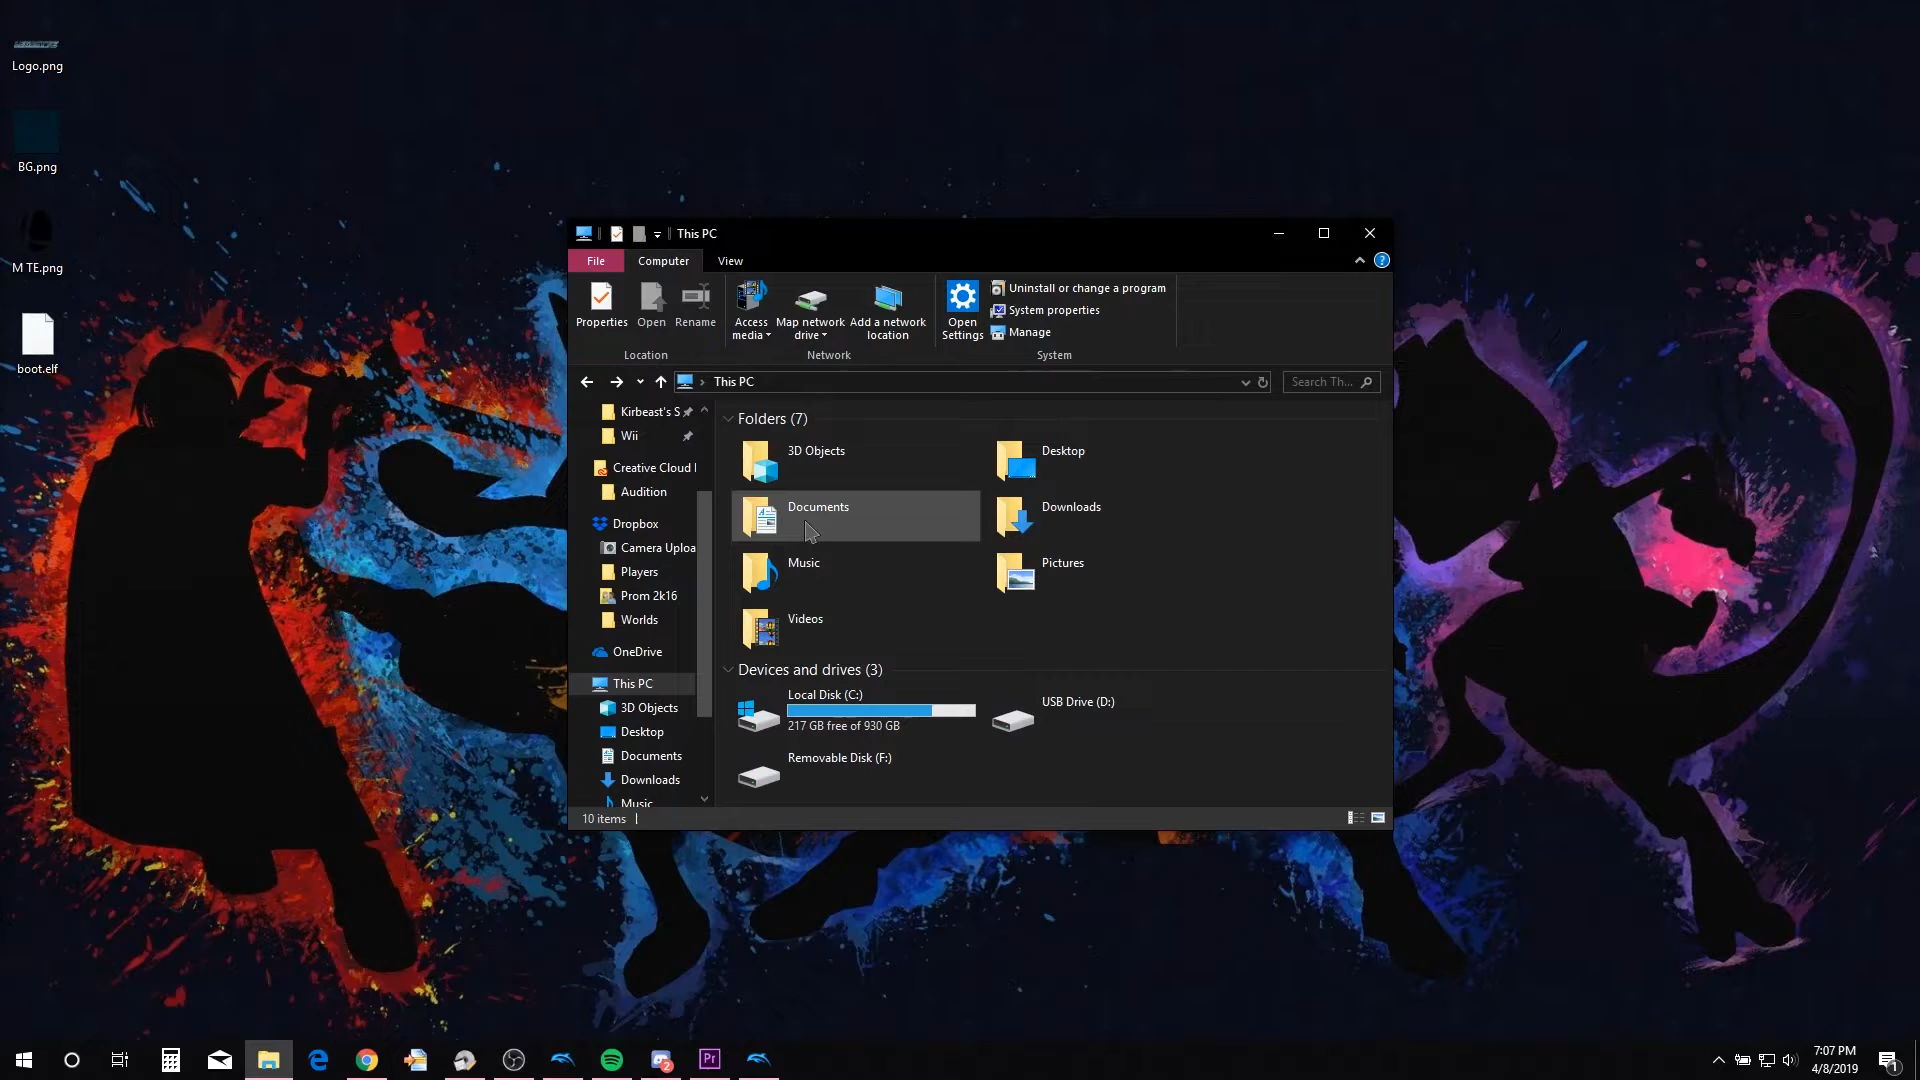 Logo.png
BG.png
M TE.png
boot.elf
This PC
File
Computer
View
Properties
Open
Rename
Access
media
Map network
drive
Add a network
location
Open
Settings
Uninstall or change a program
System properties
Manage
Location
Network
System
This PC
Search Th...
Kirbeast's S
Wii
Creative Cloud
Audition
Dropbox
Camera Uploa
Players
Prom 2k16
Worlds
OneDrive
This PC
3D Objects
Desktop
Documents
Downloads
Music
Folders (7)
3D Objects
Desktop
Documents
Downloads
Music
Pictures
Videos
Devices and drives (3)
Local Disk (C:)
217 GB free of 930 GB
USB Drive (D:)
Removable Disk (F:)
10 items
Pr
2
7:07 PM
4/8/2019
1